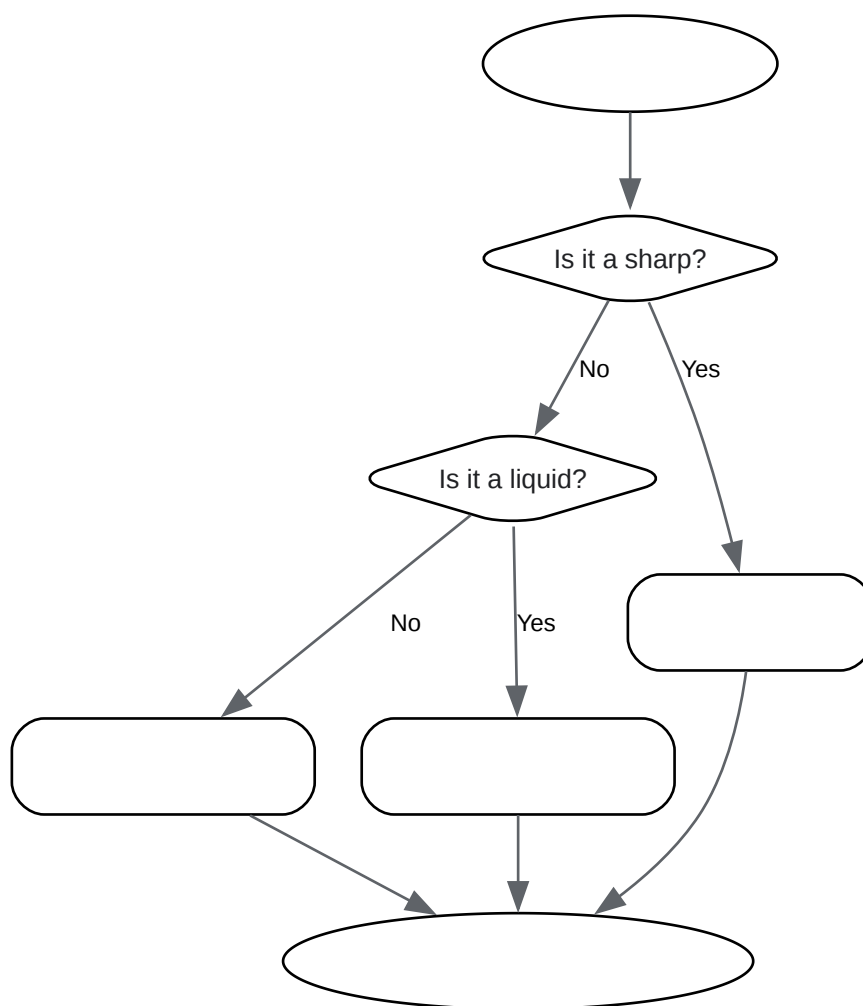 Is it a sharp?
No
Yes
Is it a liquid?
No
Yes